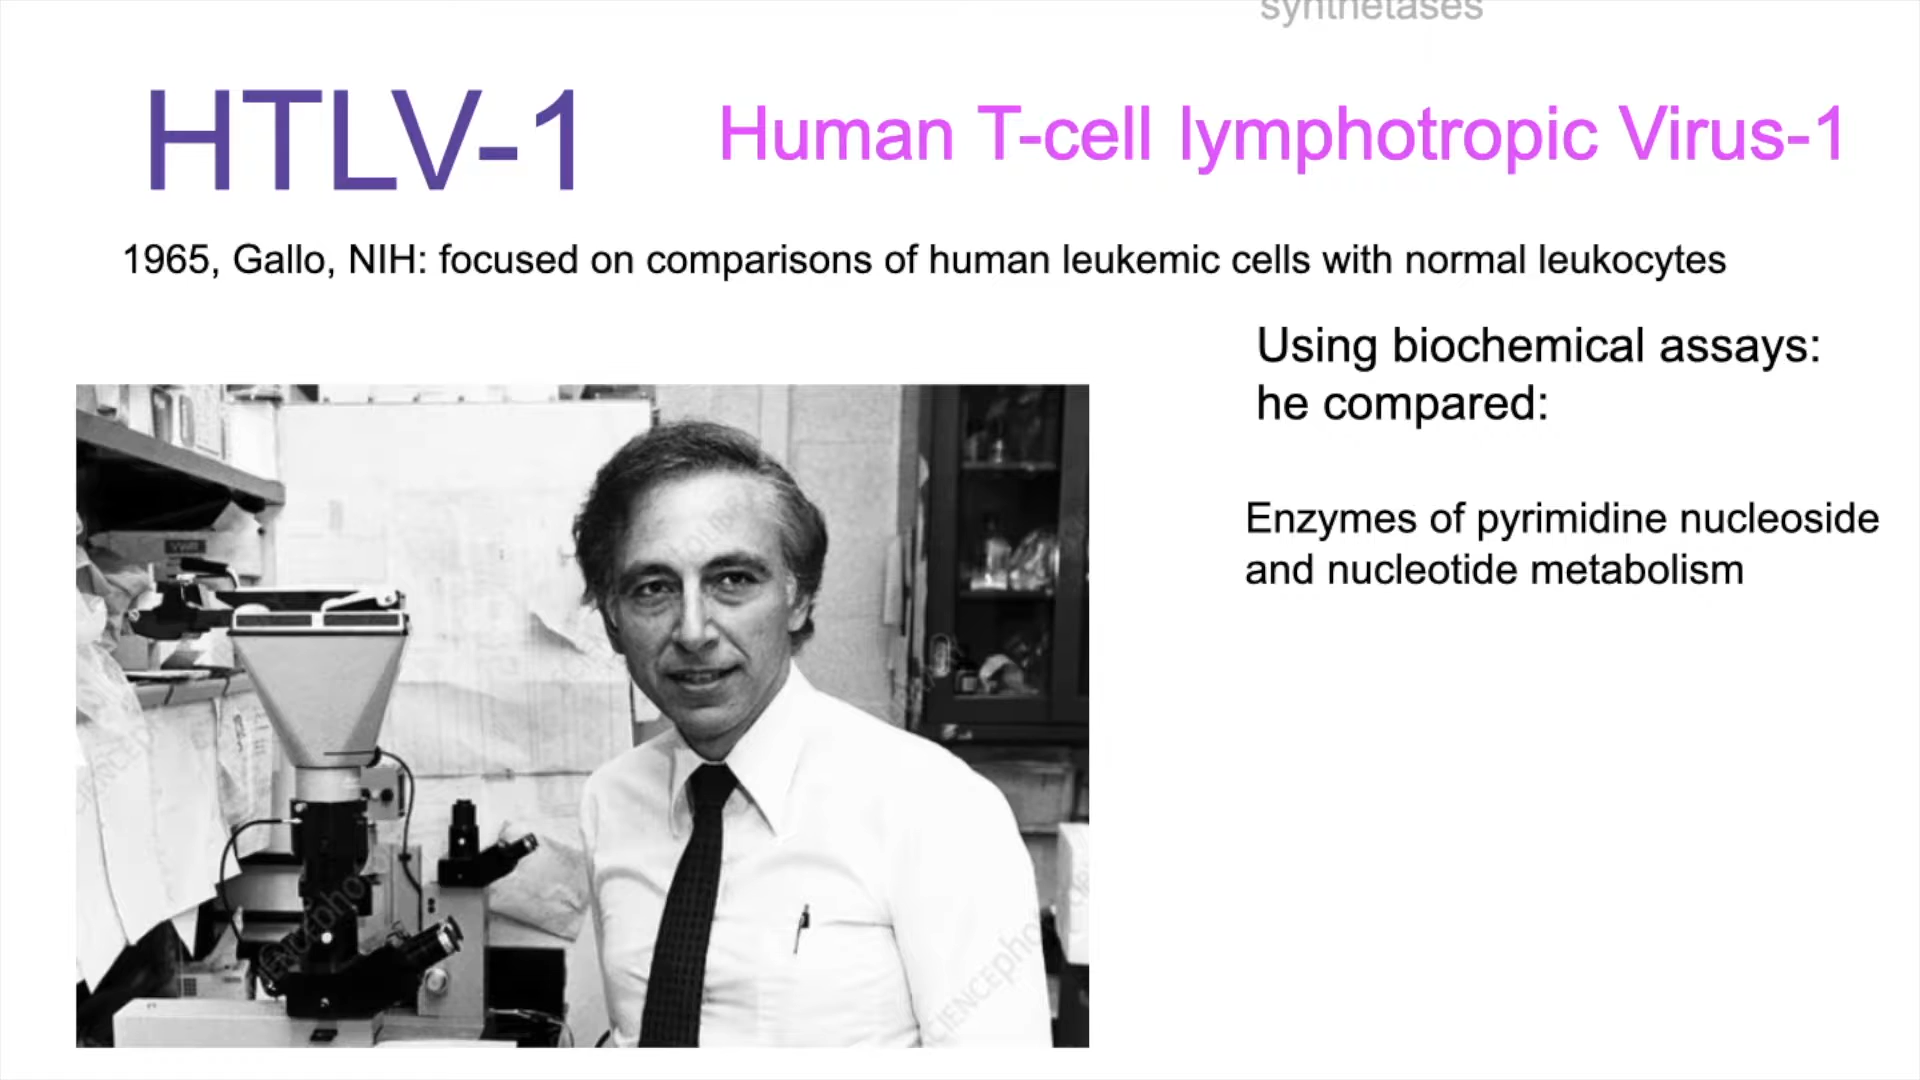 synthetases
HTLV-1
Human T-cell lymphotropic Virus-1
1965, Gallo, NIH: focused on comparisons of human leukemic cells with normal leukocytes
Using biochemical assays:
he compared:
Enzymes of pyrimidine nucleoside
and nucleotide metabolism